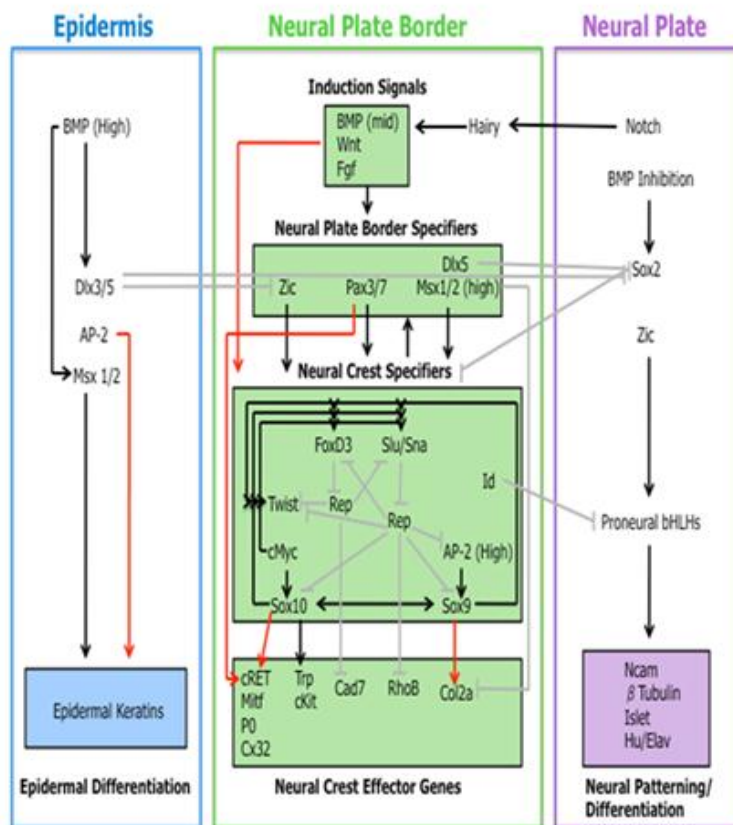 Epidermis
Neural Plate Border
Neural Plate
Induction Signals
BMP (High)
BMP (mid)
Wnt
Fgf
Hairy
Notch
BMP Inhibition
Neural Plate Border Specifiers
Dlx5
Sox2
Dlx3/5
Zic
Pax3/7
Msx1/2 (high)
AP-2
Zic
Msx 1/2
Neural Crest Specifiers
FoxD3
Slu/Sna
Id
Twist
Rep
Rep
Proneural bHLHs
cMyc
AP-2 (High)
Sox10
Sox9
cRET
Mitf
P0
Cx32
Trp
cKit
Cad7
RhoB
Col2a
Epidermal Keratins
Ncam
β Tubulin
Islet
Hu/Elav
Epidermal Differentiation
Neural Crest Effector Genes
Neural Patterning/
Differentiation